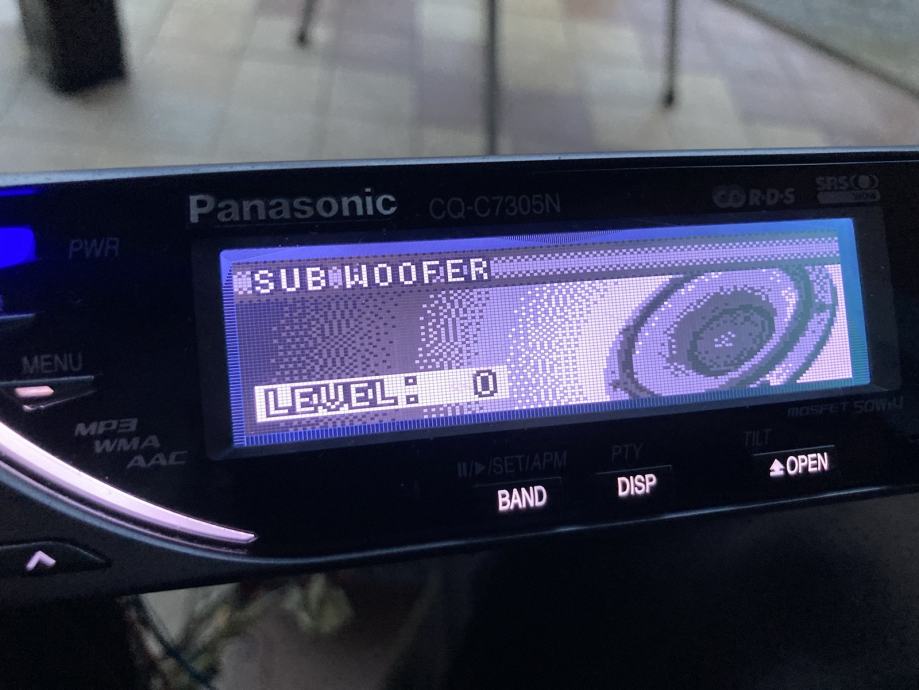 Panasonic CQ-C7305N R·D·S SRS
PWR
SUB WOOFER
MENU
LEVEL: 0
MOSFET 50W×4
MP3
WMA
AAC
II/▶/SET/APM PTY TILT
BAND DISP ⏏OPEN